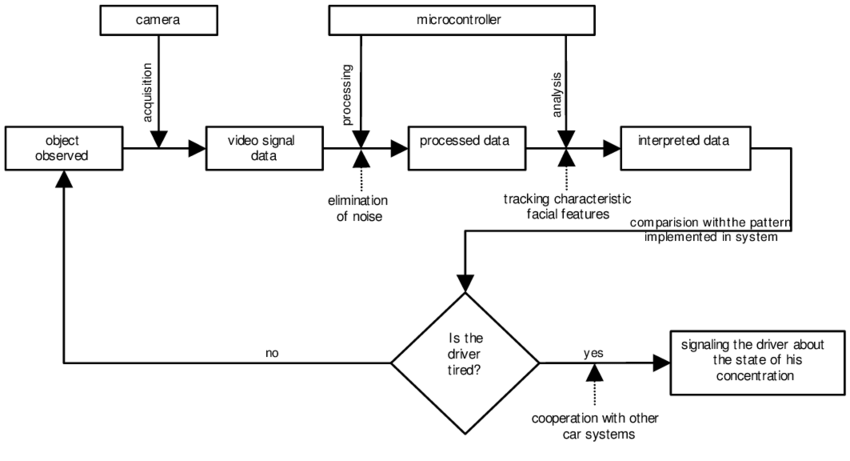 camera
microcontroller
acquisition
processing
analysis
object
observed
video signal
data
processed data
interpreted data
elimination
of noise
tracking characteristic
facial features
comparision with the pattern
implemented in system
Is the
driver
tired?
no
yes
signaling the driver about
the state of his
concentration
cooperation with other
car systems